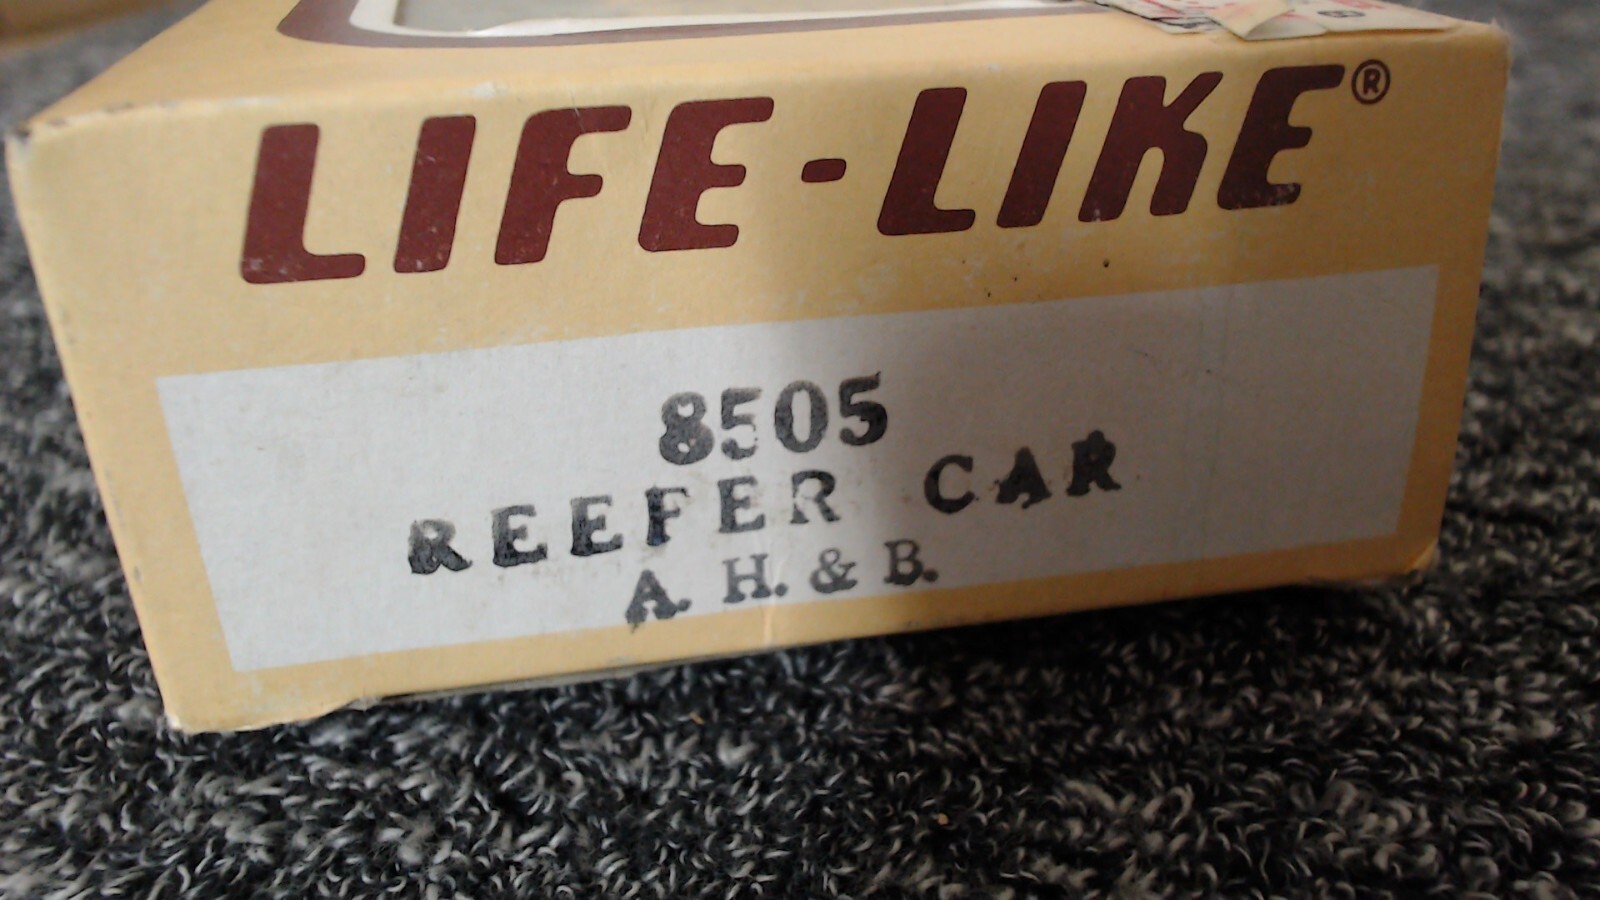 LIFE-LIKE®
8505
REEFER CAR
A. H. & B.